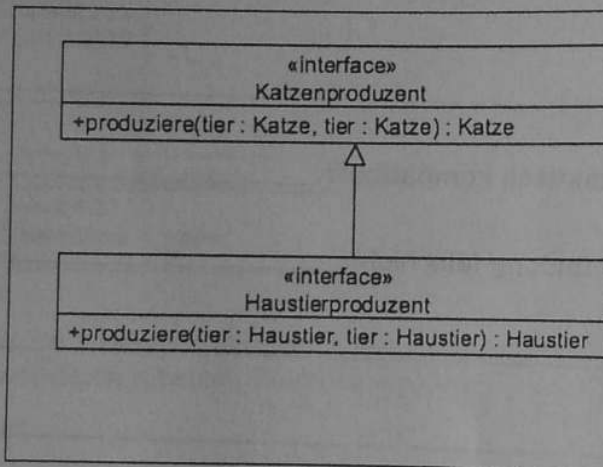 «interface»
Katzenproduzent
+produziere(tier : Katze, tier : Katze) : Katze
«interface»
Haustierproduzent
+produziere(tier : Haustier, tier : Haustier) : Haustier